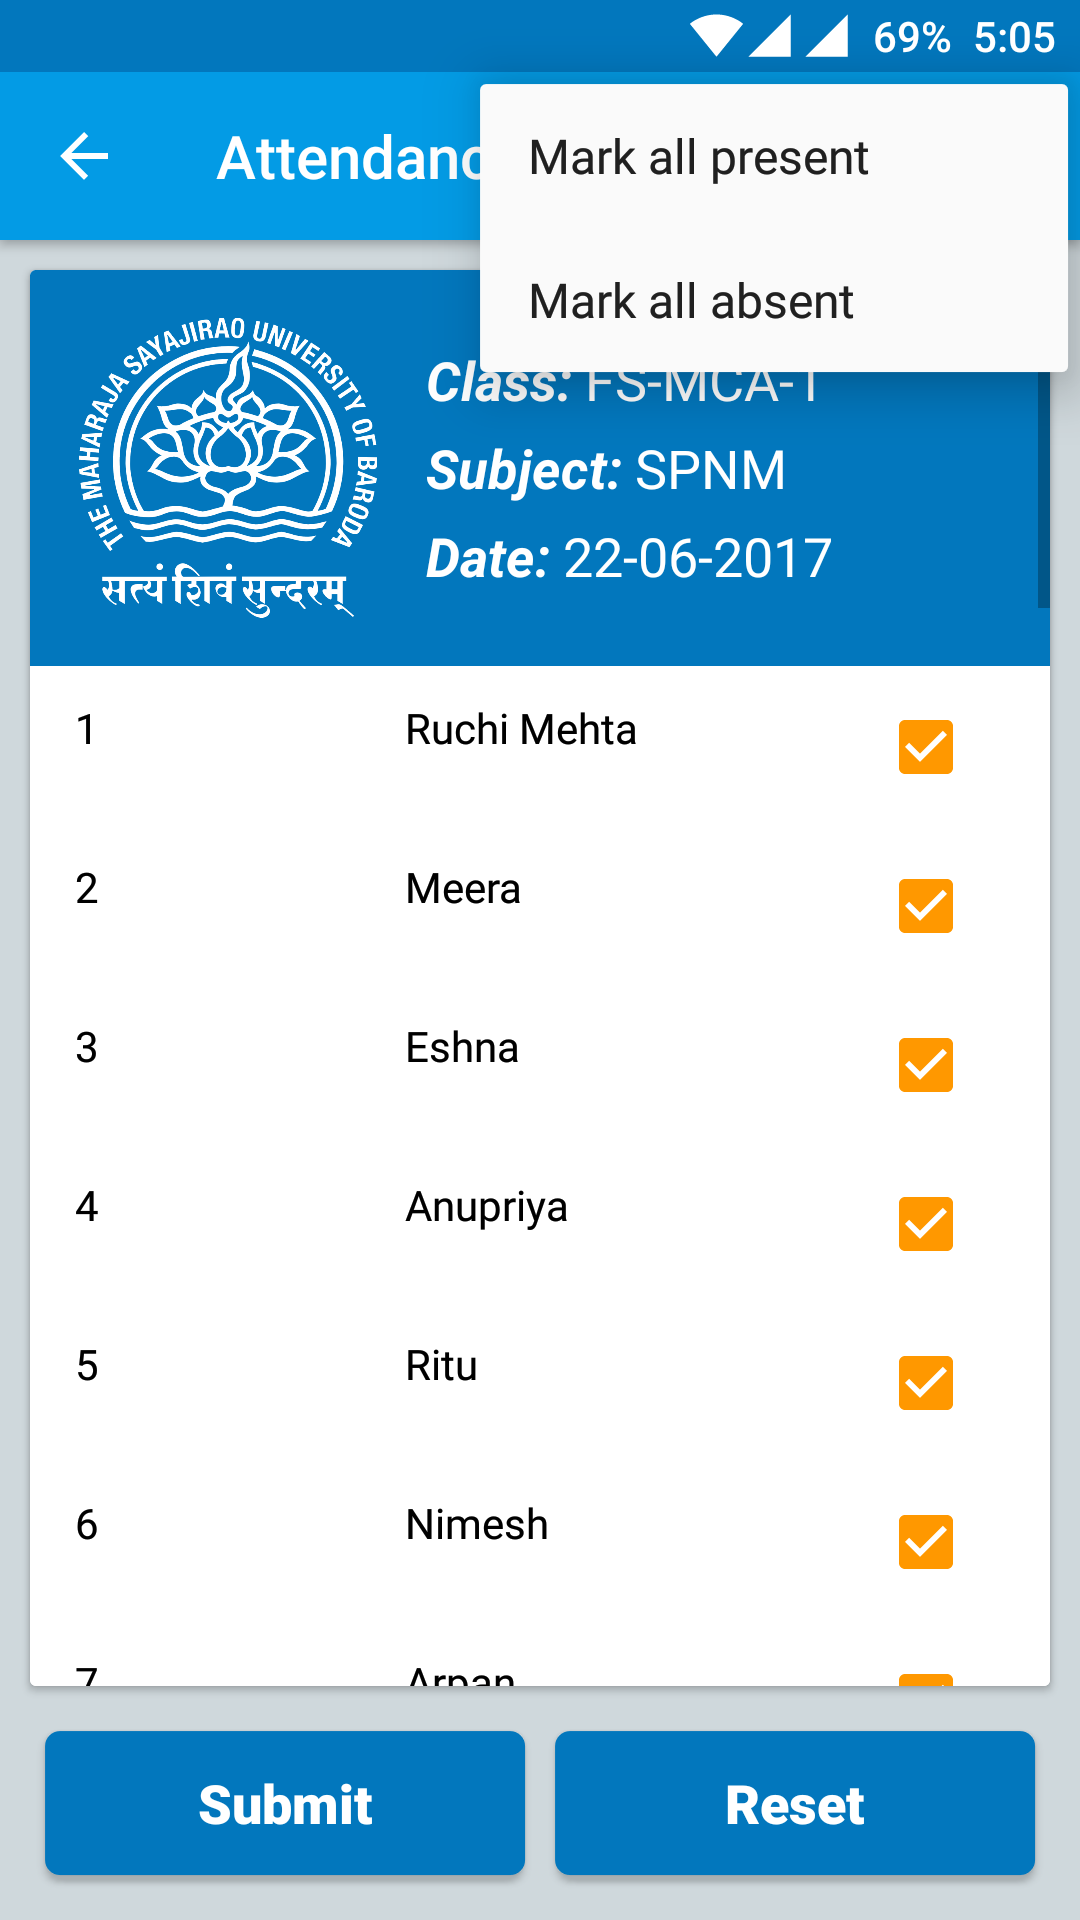 69% 5:05
Attendanc
Mark all present
Mark all absent
THE MAHARAJA SAYAJIRAO UNIVERSITY OF BARODA
सत्यं शिवं सुन्दरम्
Class: FS-MCA-1
Subject: SPNM
Date: 22-06-2017
1 Ruchi Mehta
2 Meera
3 Eshna
4 Anupriya
5 Ritu
6 Nimesh
7 Arpan
Submit Reset